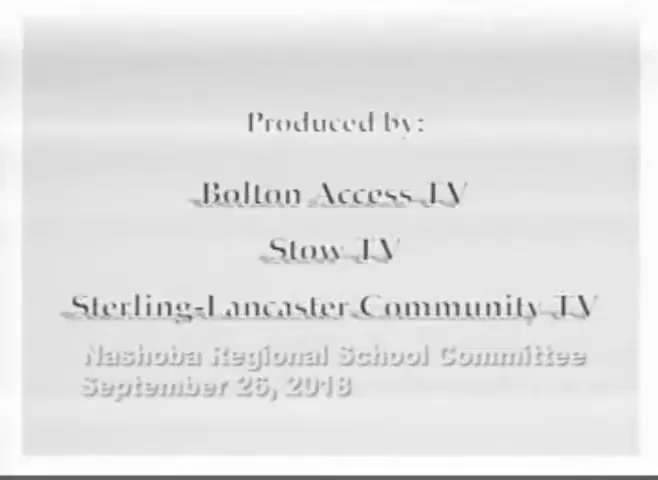 Produced by:
Bolton Access TV
Stow TV
Sterling-Lancaster Community TV
Nashoba Regional School Committee
September 26, 2018